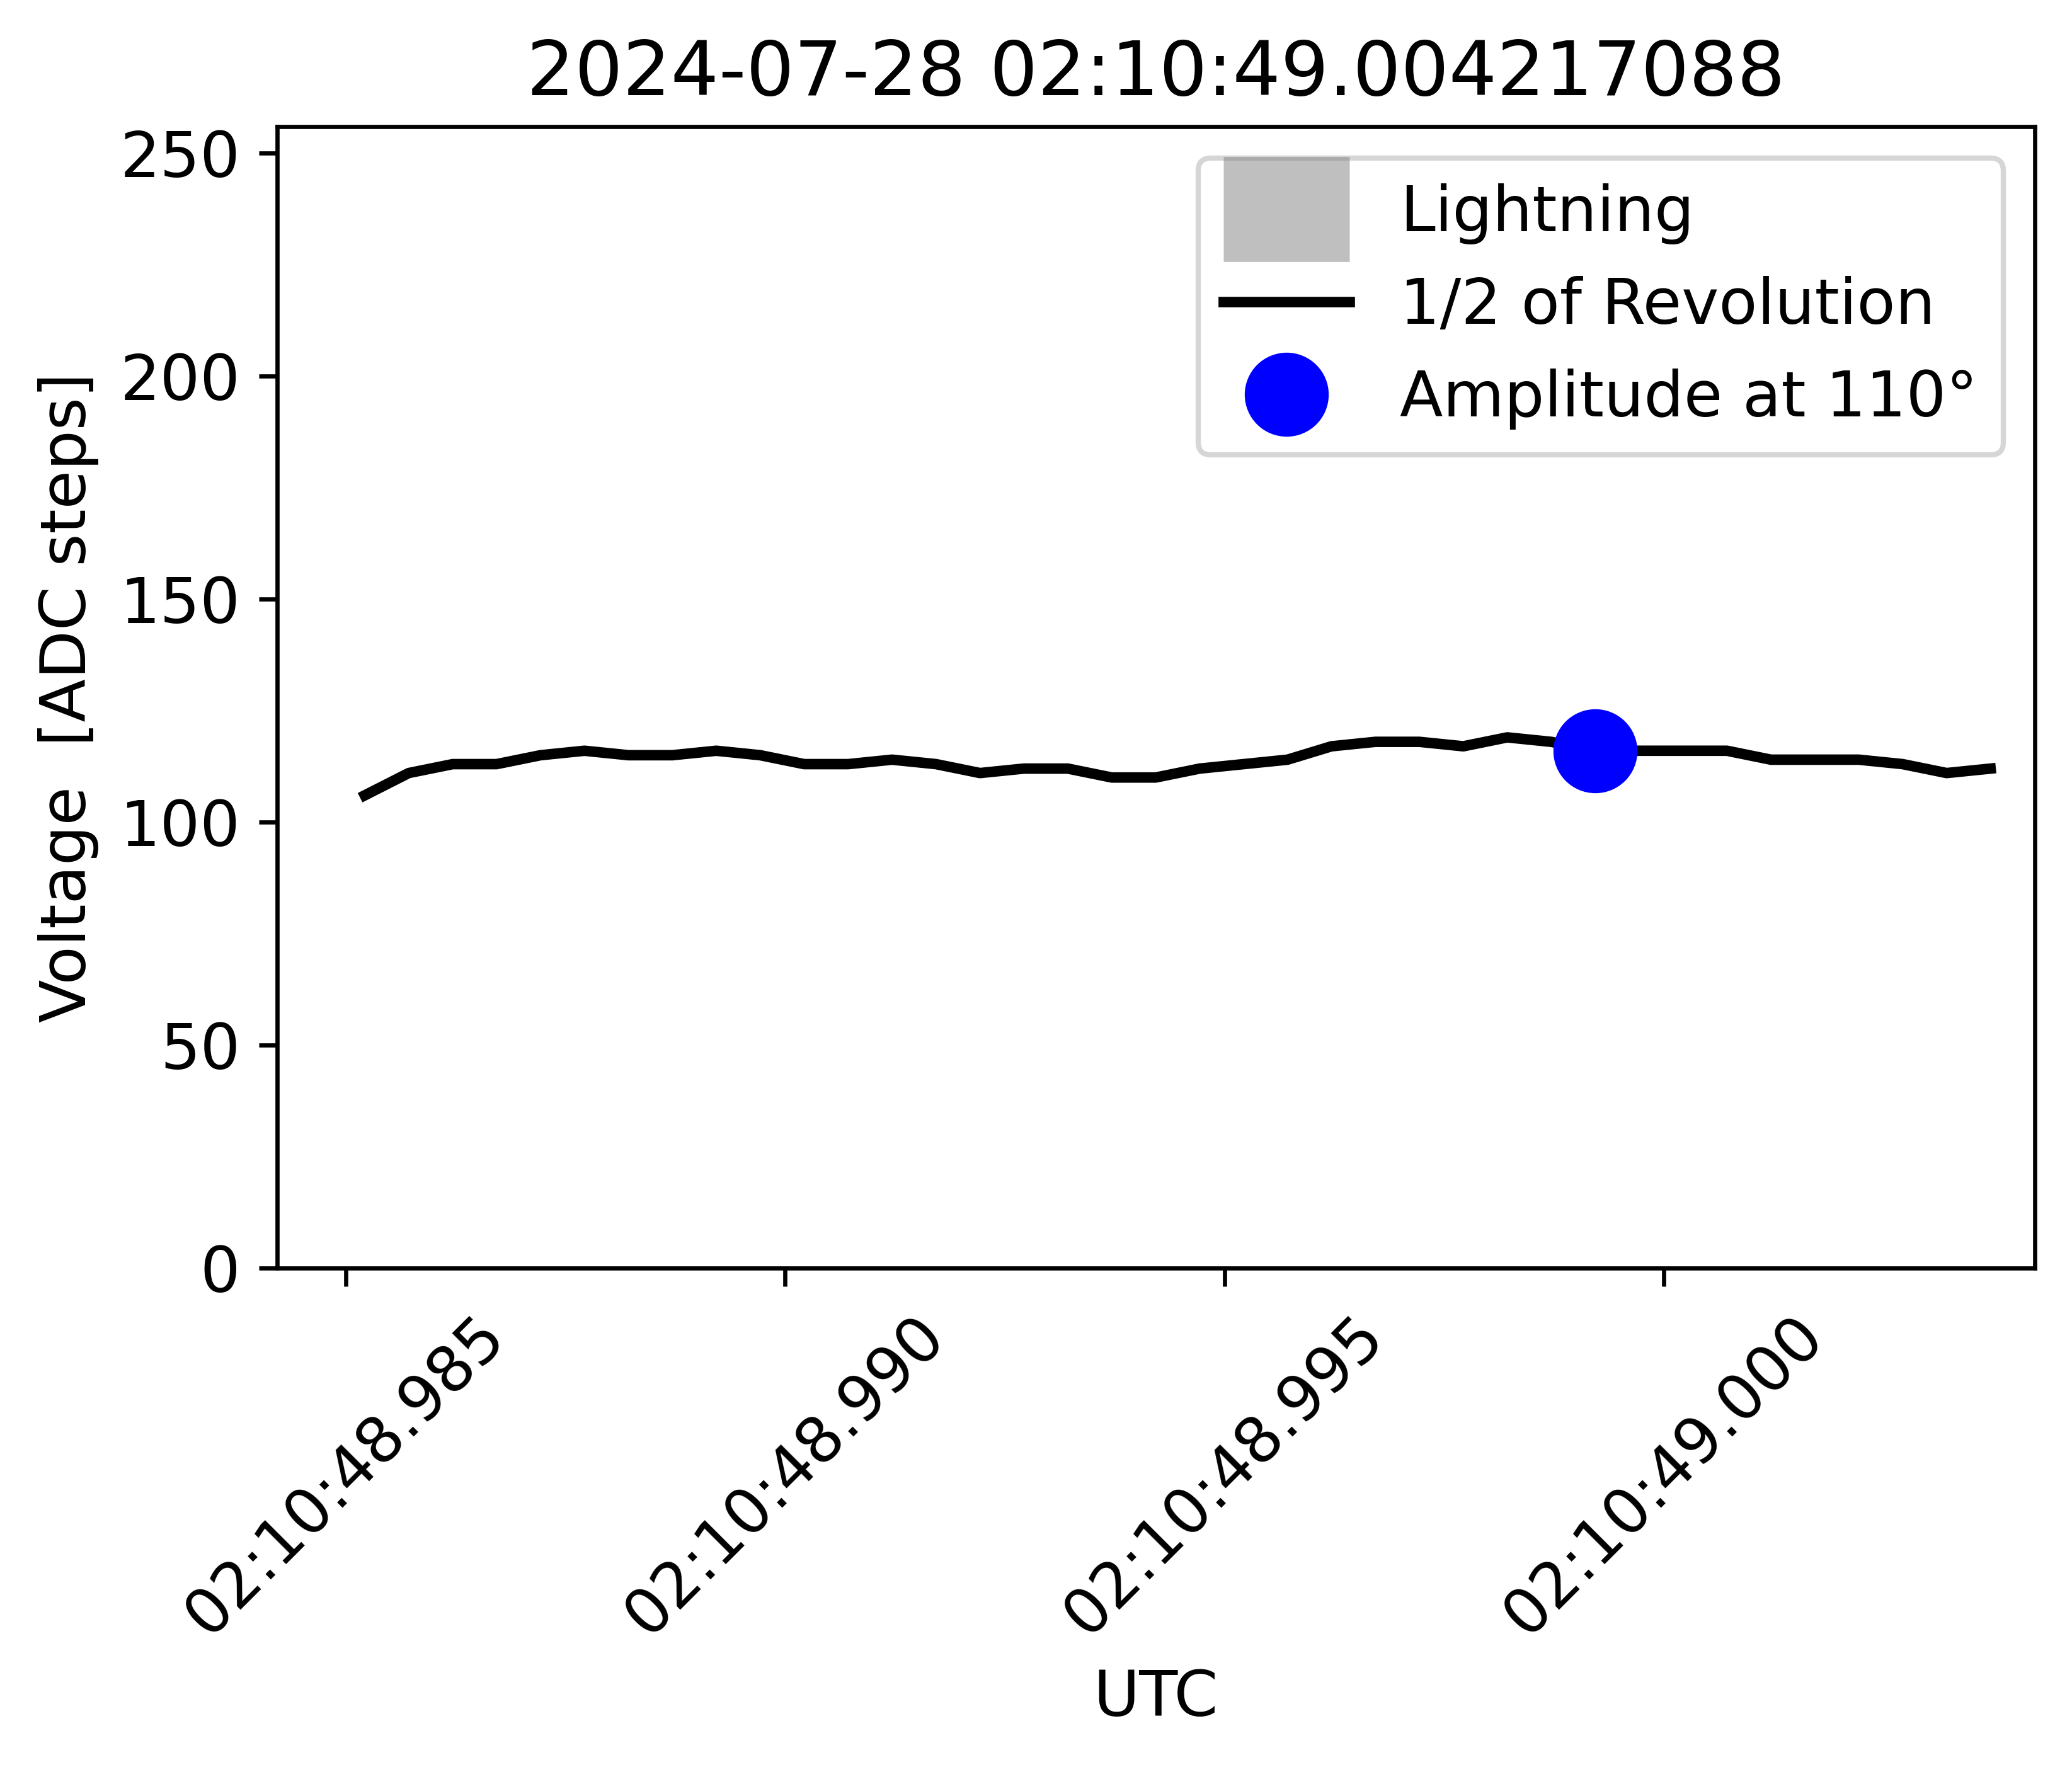 2024-07-28 02:10:49.004217088
Lightning
1/2 of Revolution
Amplitude at 110°
Voltage [ADC steps]
250
200
150
100
50
0
02:10:48.985
02:10:48.990
02:10:48.995
02:10:49.000
UTC